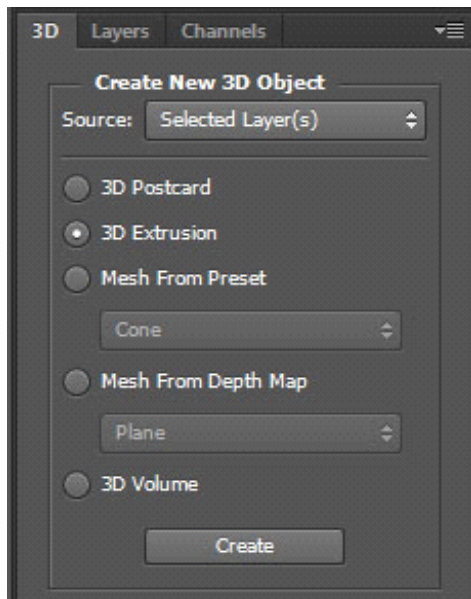 3D Layers Channels
Create New 3D Object
Source: Selected Layer(s)
3D Postcard
3D Extrusion
Mesh From Preset
Cone
Mesh From Depth Map
Plane
3D Volume
Create